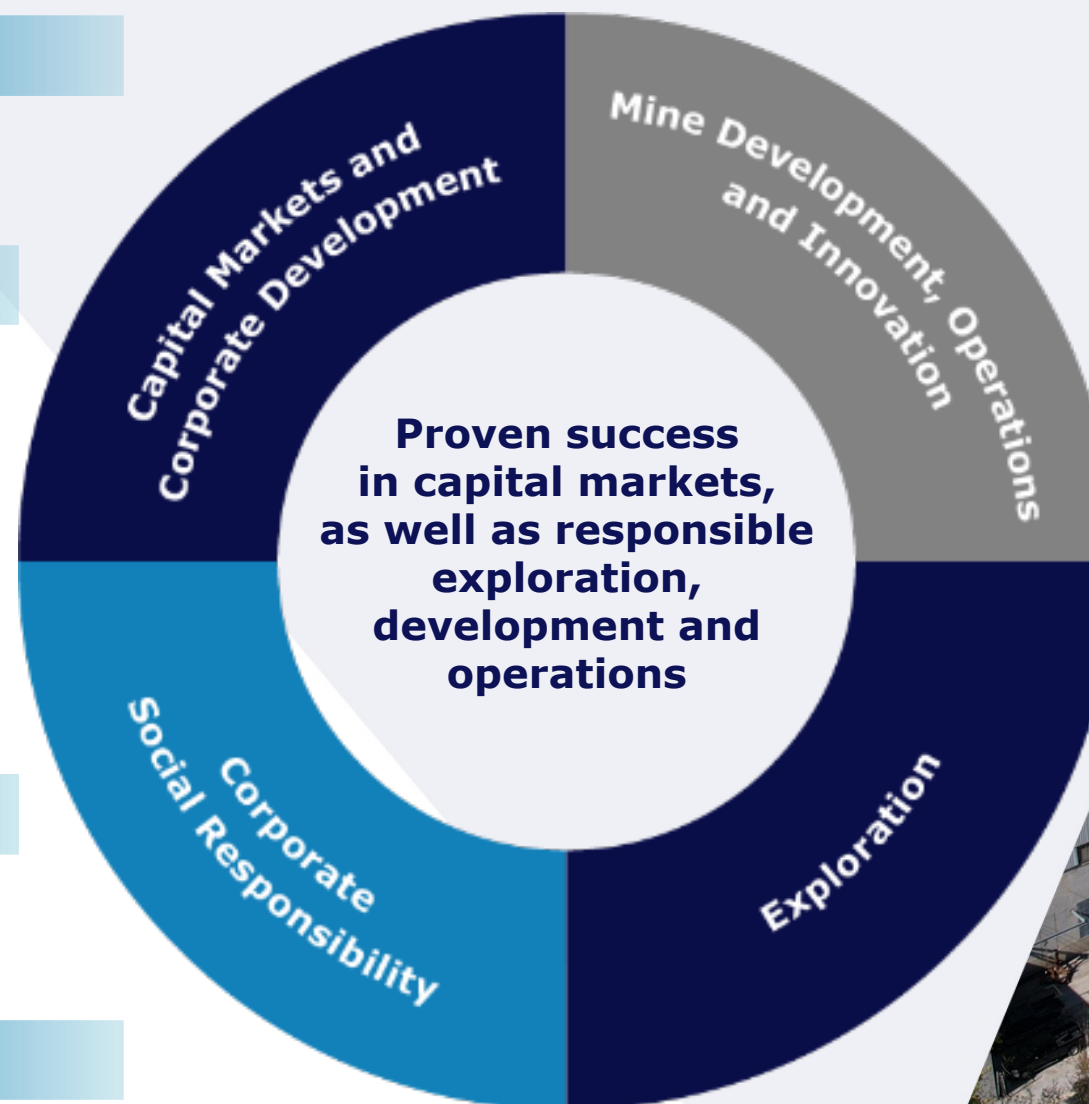 Capital Markets and
Corporate Development
Mine Development, Operations
and Innovation
Proven success
in capital markets,
as well as responsible
exploration,
development and
operations
Corporate
Social Responsibility
Exploration